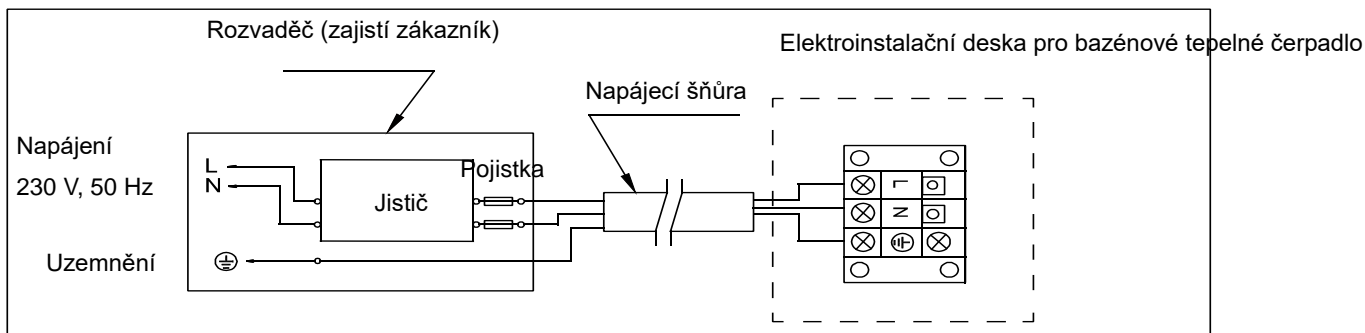 Rozvaděč (zajistí zákazník)
Elektroinstalační deska pro bazénové tepelné čerpadlo
Napájecí šňůra
Napájení
230 V, 50 Hz
L
N
Pojistka
Jistič
Uzemnění
L
N